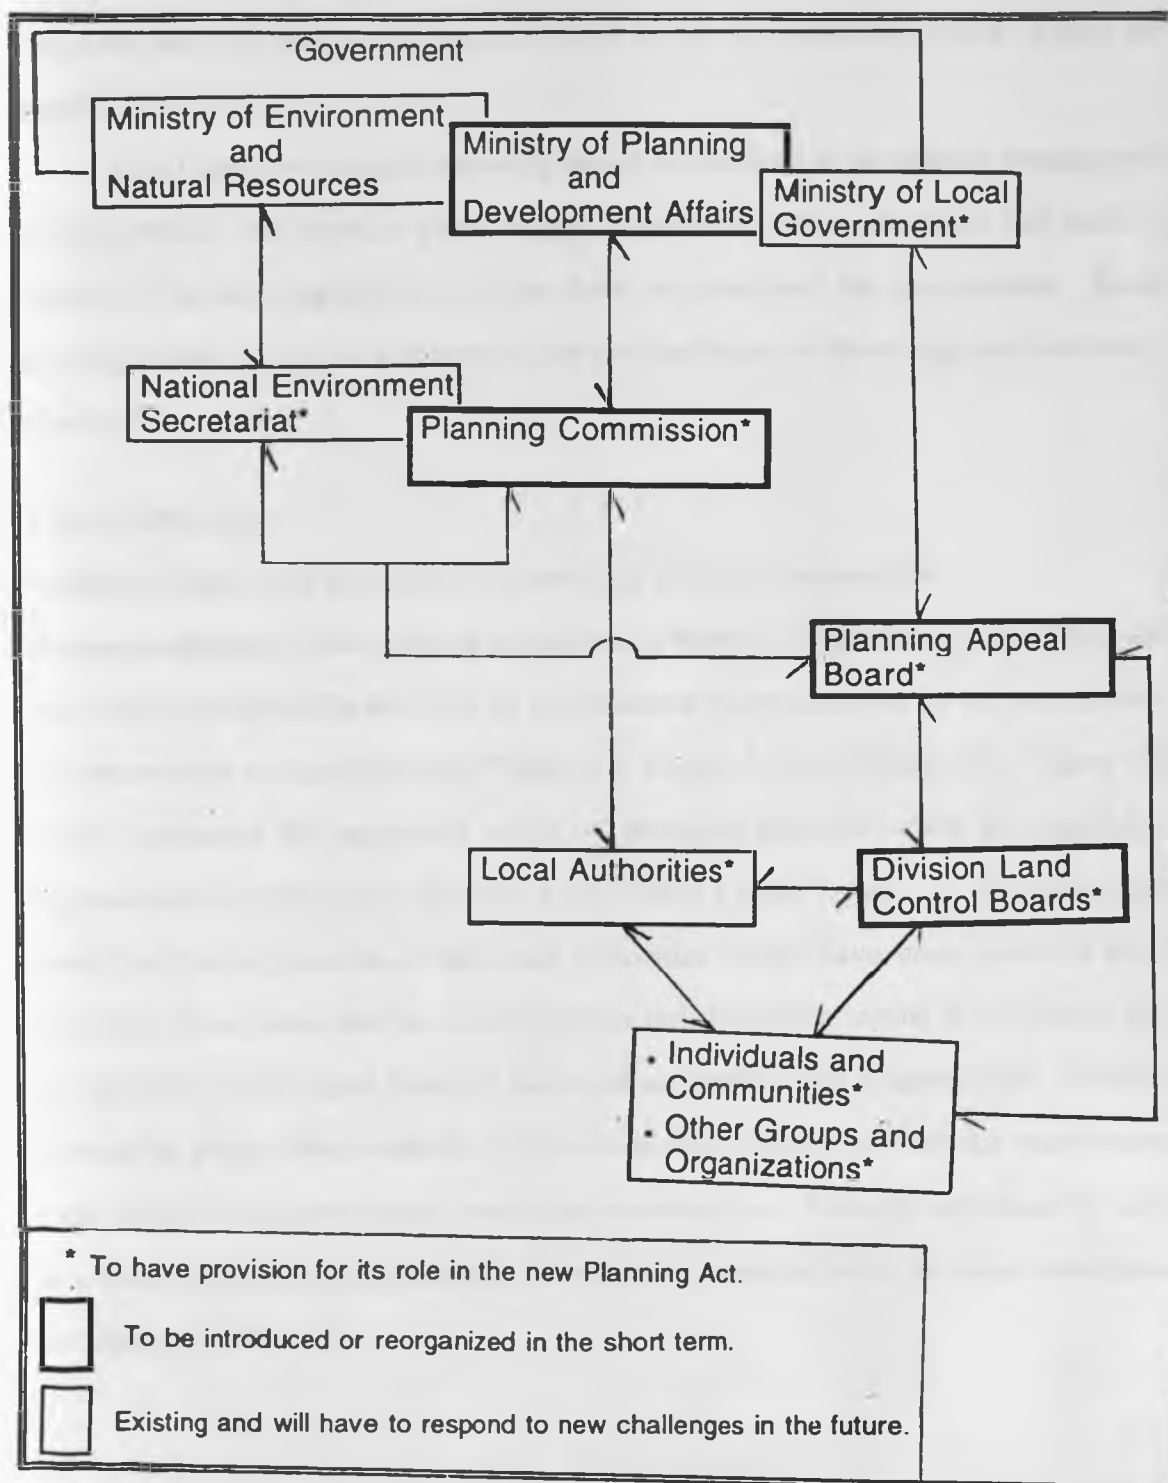 Government
Ministry of Environment
and
Natural Resources
Ministry of Planning
and
Development Affairs
Ministry of Local
Government*
National Environment
Secretariat*
Planning Commission*
Planning Appeal
Board*
Local Authorities*
Division Land
Control Boards*
• Individuals and
Communities*
• Other Groups and
Organizations*
* To have provision for its role in the new Planning Act.
To be introduced or reorganized in the short term.
Existing and will have to respond to new challenges in the future.